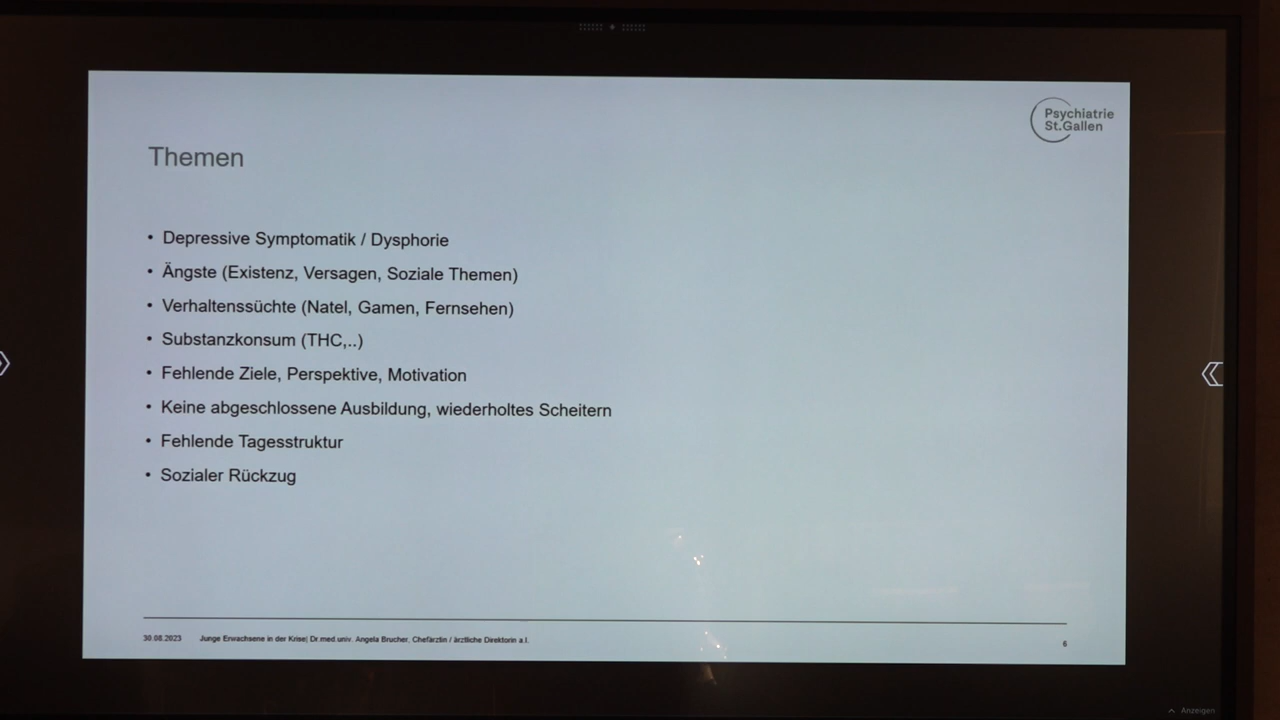 Psychiatrie
St.Gallen
Themen
• Depressive Symptomatik / Dysphorie
• Ängste (Existenz, Versagen, Soziale Themen)
• Verhaltenssüchte (Natel, Gamen, Fernsehen)
• Substanzkonsum (THC,..)
• Fehlende Ziele, Perspektive, Motivation
• Keine abgeschlossene Ausbildung, wiederholtes Scheitern
• Fehlende Tagesstruktur
• Sozialer Rückzug
30.08.2023 Junge Erwachsene in der Krise| Dr.med.univ. Angela Brucher, Chefärztin / ärztliche Direktorin a.I. 6
Anzeigen